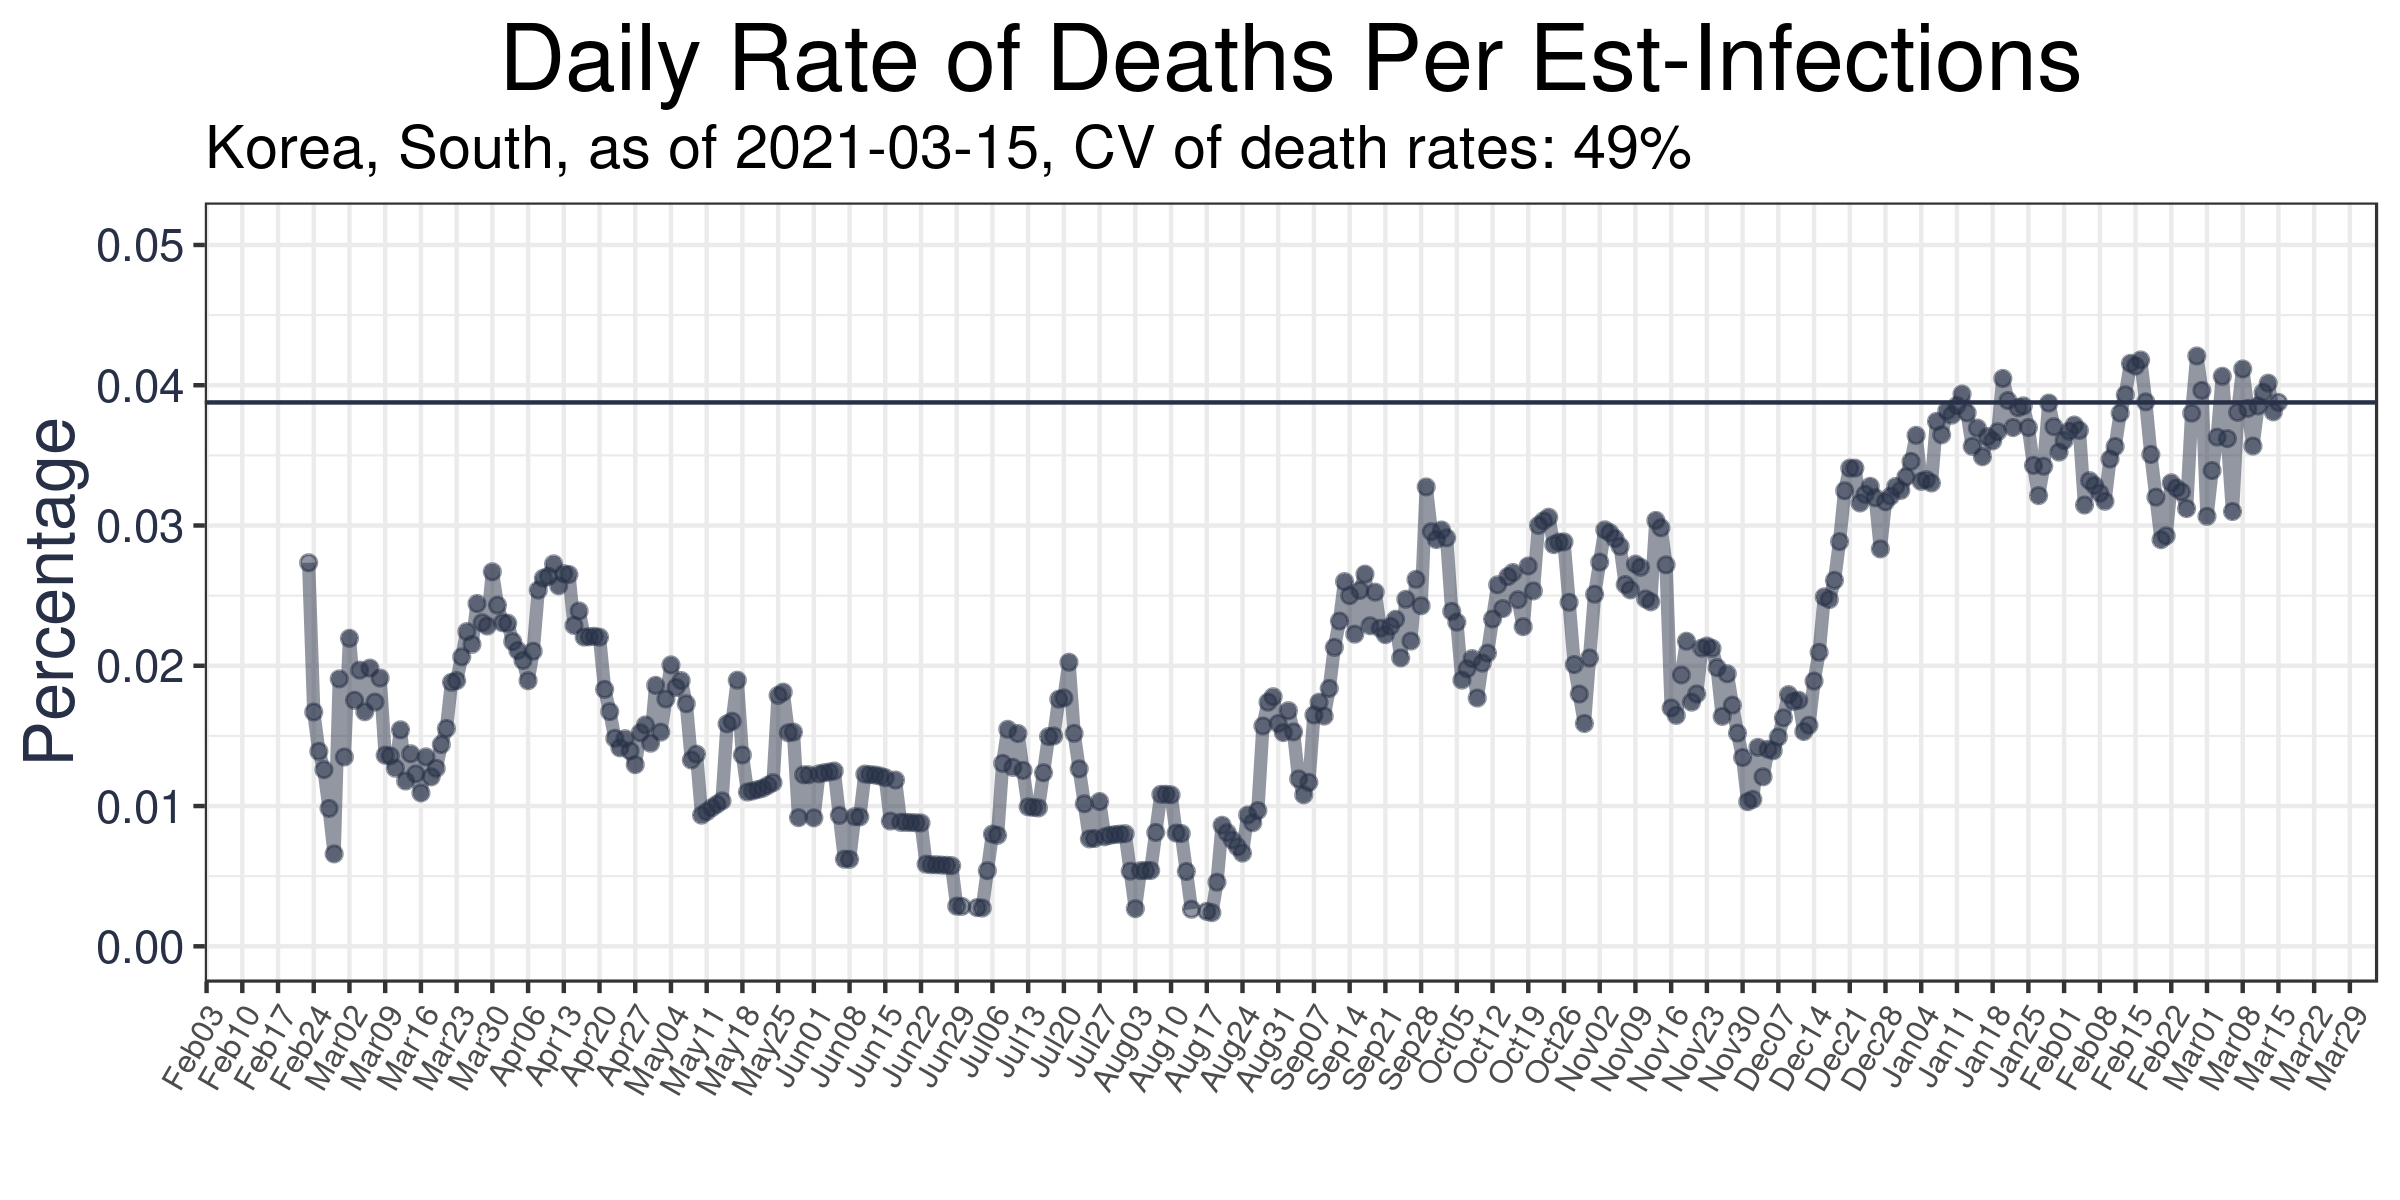 Daily Rate of Deaths Per Est-Infections
Korea, South, as of 2021-03-15, CV of death rates: 49%
Percentage
0.05
0.04
0.03
0.02
0.01
0.00
Feb03 Feb10 Feb17 Feb24 Mar02 Mar09 Mar16 Mar23 Mar30 Apr06 Apr13 Apr20 Apr27 May04 May11 May18 May25 Jun01 Jun08 Jun15 Jun22 Jun29 Jul06 Jul13 Jul20 Jul27 Aug03 Aug10 Aug17 Aug24 Aug31 Sep07 Sep14 Sep21 Sep28 Oct05 Oct12 Oct19 Oct26 Nov02 Nov09 Nov16 Nov23 Nov30 Dec07 Dec14 Dec21 Dec28 Jan04 Jan11 Jan18 Jan25 Feb01 Feb08 Feb15 Feb22 Mar01 Mar08 Mar15 Mar22 Mar29